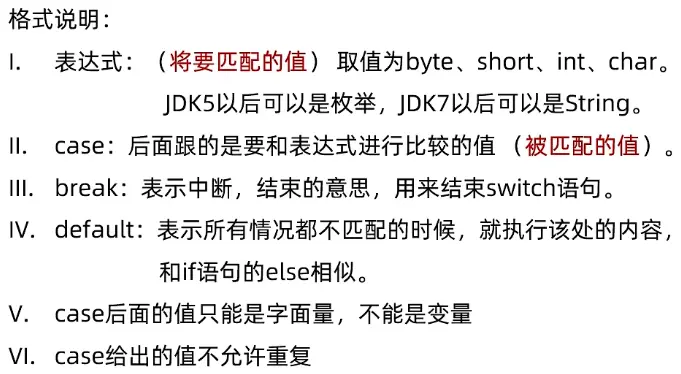 格式说明：
I. 表达式：（将要匹配的值）取值为byte、short、int、char。
JDK5以后可以是枚举，JDK7以后可以是String。
II. case：后面跟的是要和表达式进行比较的值（被匹配的值）。
III. break：表示中断，结束的意思，用来结束switch语句。
IV. default：表示所有情况都不匹配的时候，就执行该处的内容，
和if语句的else相似。
V. case后面的值只能是字面量，不能是变量
VI. case给出的值不允许重复